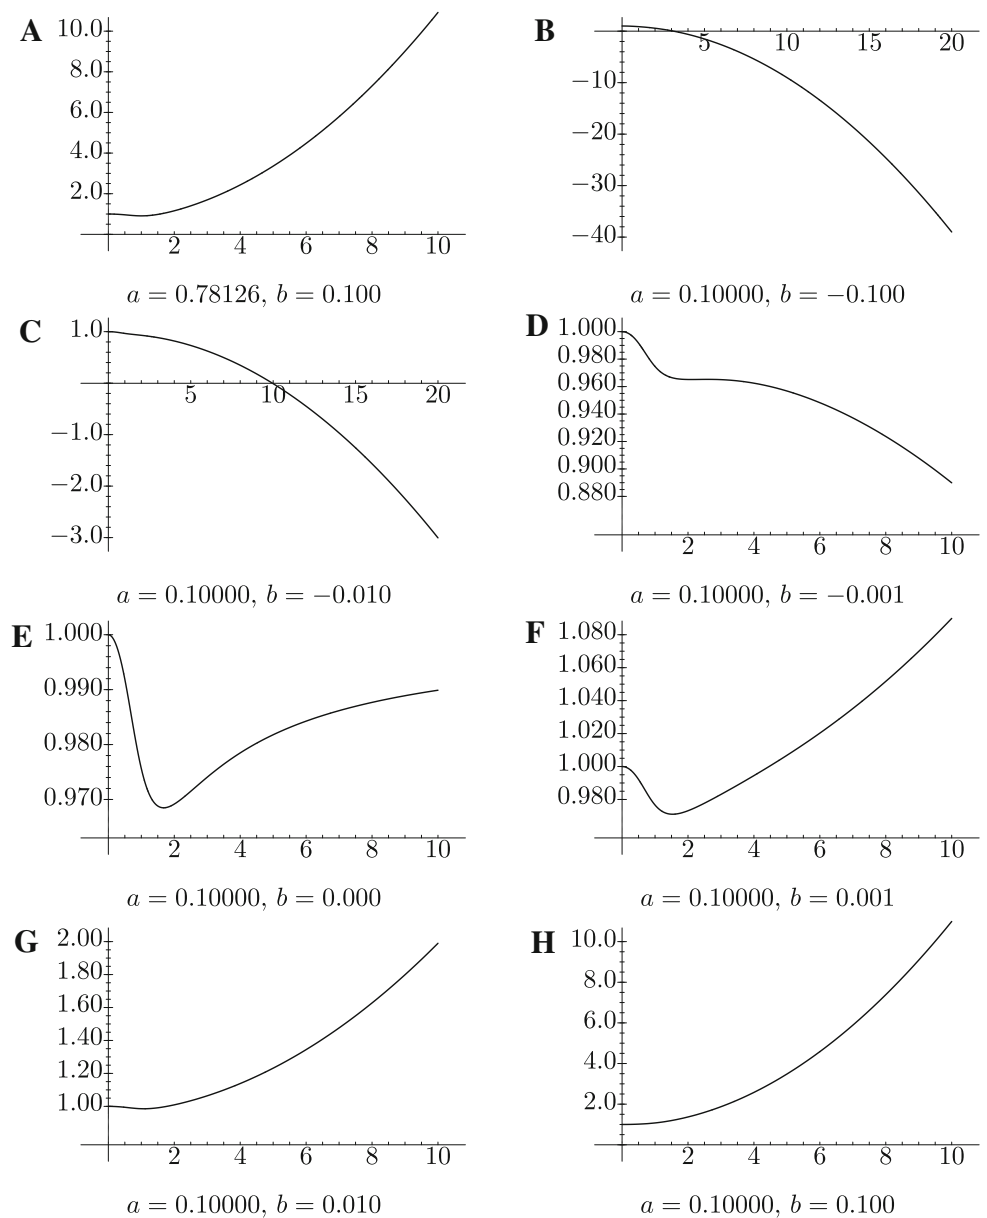 A
10.0
8.0
6.0
4.0
2.0
2 4 6 8 10
a = 0.78126, b = 0.100
B
5 10 15 20
−10
−20
−30
−40
a = 0.10000, b = −0.100
C
1.0
5 10 15 20
−1.0
−2.0
−3.0
a = 0.10000, b = −0.010
D
1.000
0.980
0.960
0.940
0.920
0.900
0.880
2 4 6 8 10
a = 0.10000, b = −0.001
E
1.000
0.990
0.980
0.970
2 4 6 8 10
a = 0.10000, b = 0.000
F
1.080
1.060
1.040
1.020
1.000
0.980
2 4 6 8 10
a = 0.10000, b = 0.001
G
2.00
1.80
1.60
1.40
1.20
1.00
2 4 6 8 10
a = 0.10000, b = 0.010
H
10.0
8.0
6.0
4.0
2.0
2 4 6 8 10
a = 0.10000, b = 0.100